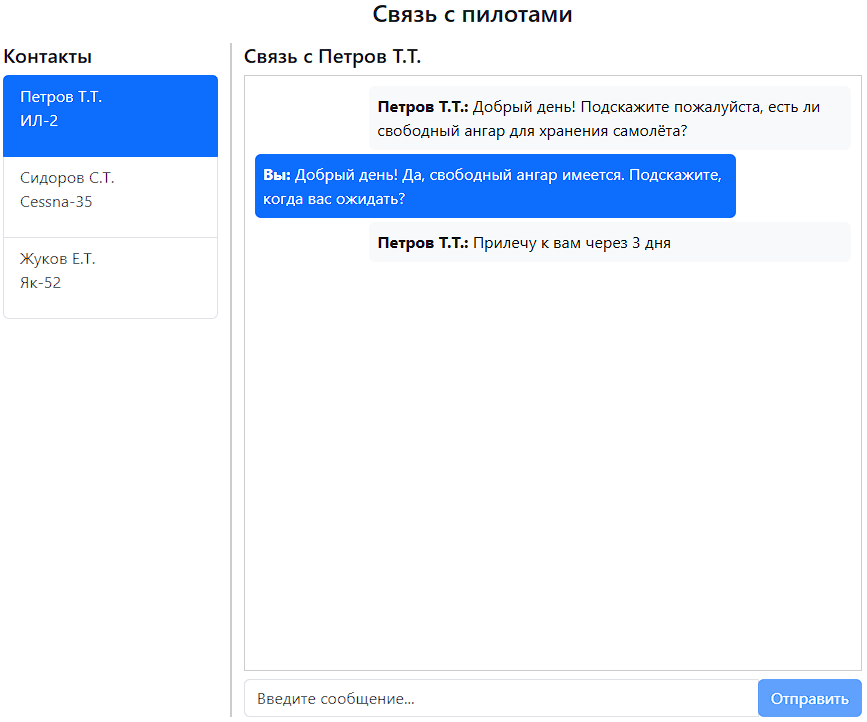 Связь с пилотами
Контакты
Петров Т.Т.
ИЛ-2
Сидоров С.Т.
Cessna-35
Жуков Е.Т.
Як-52
Связь с Петров Т.Т.
Петров Т.Т.: Добрый день! Подскажите пожалуйста, есть ли
свободный ангар для хранения самолёта?
Вы: Добрый день! Да, свободный ангар имеется. Подскажите,
когда вас ожидать?
Петров Т.Т.: Прилечу к вам через 3 дня
Введите сообщение...
Отправить